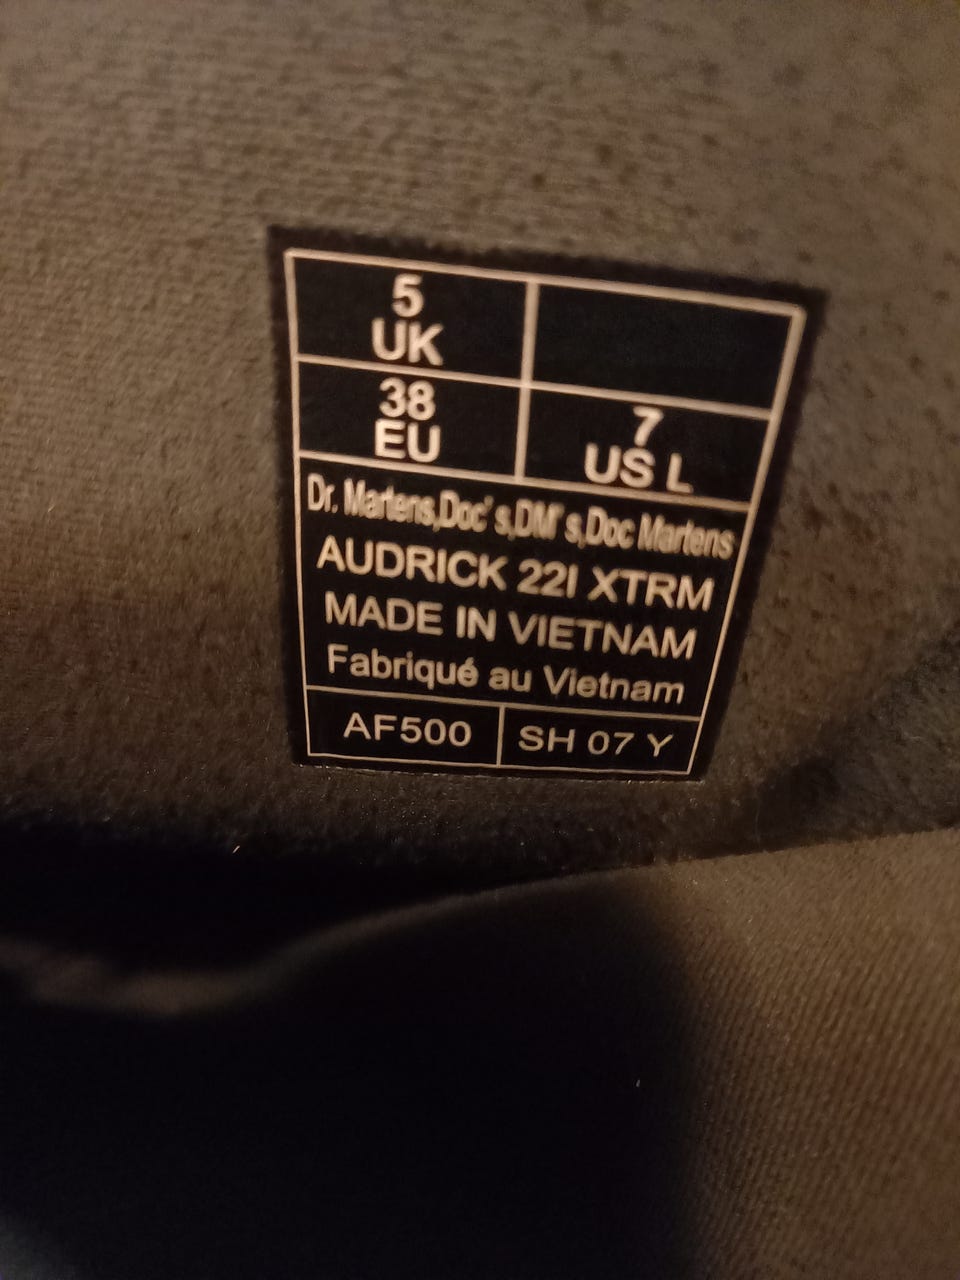 5
UK
38
EU
7
US L
Dr. Martens,Doc's,DM's,Doc Martens
AUDRICK 22I XTRM
MADE IN VIETNAM
Fabriqué au Vietnam
AF500
SH 07 Y